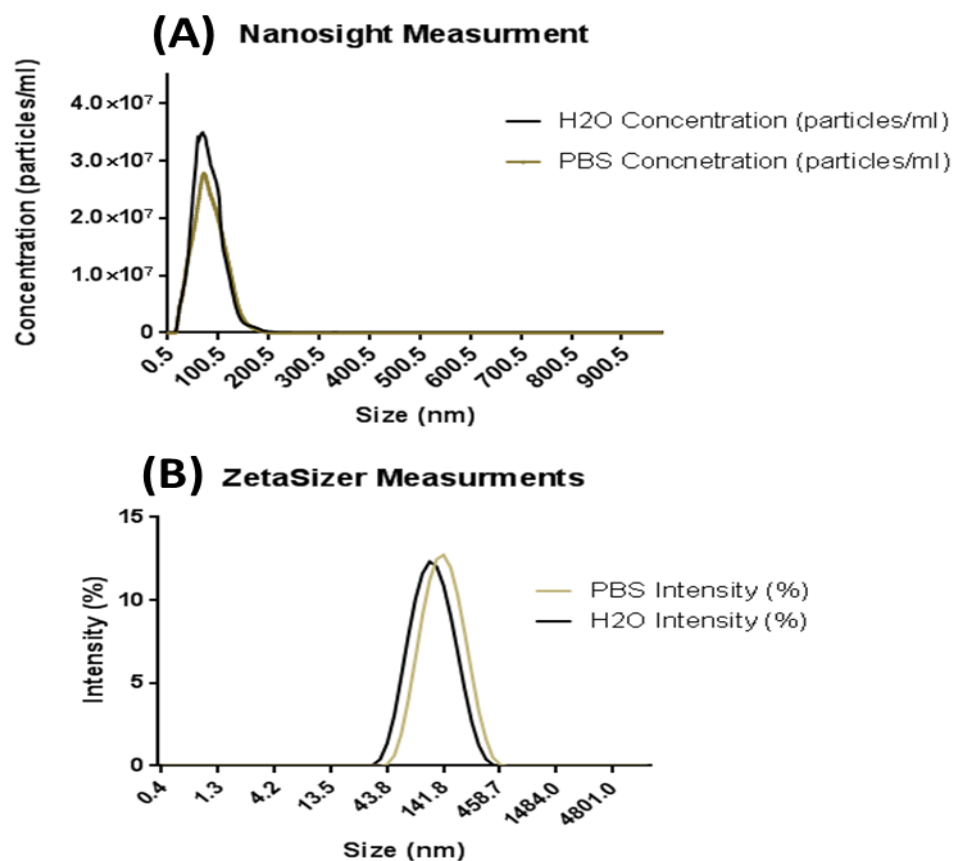 (A) Nanosight Measurment
Concentration (particles/ml)
4.0×10⁷
3.0×10⁷
2.0×10⁷
1.0×10⁷
0
H2O Concentration (particles/ml)
PBS Concnetration (particles/ml)
0.5 100.5 200.5 300.5 400.5 500.5 600.5 700.5 800.5 900.5
Size (nm)
(B) ZetaSizer Measurments
Intensity (%)
15
10
5
0
PBS Intensity (%)
H2O Intensity (%)
0.4 1.3 4.2 13.5 43.8 141.8 458.7 1484.0 4801.0
Size (nm)